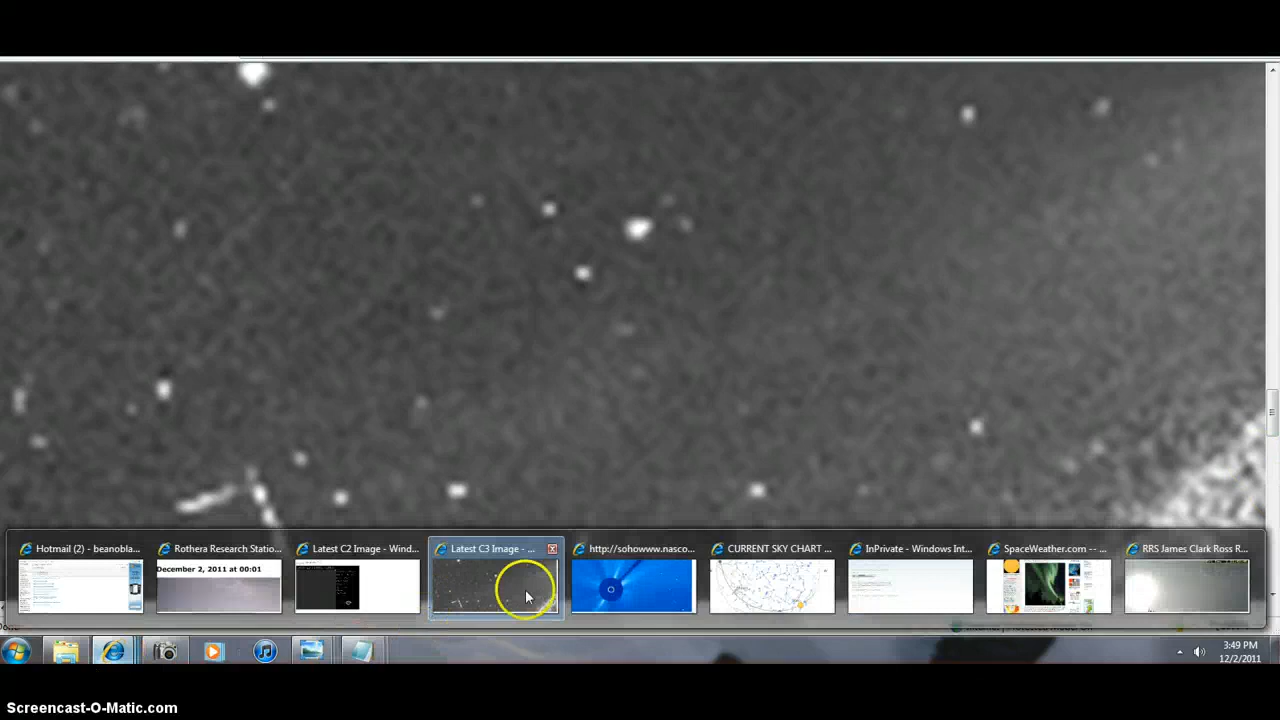 Hotmail (2) - beanobla...
Rothera Research Statio...
Latest C2 Image - Wind...
Latest C3 Image - ...
http://sohowww.nasco...
CURRENT SKY CHART ...
InPrivate - Windows Int...
SpaceWeather.com -- ...
RRS James Clark Ross R...
December 2, 2011 at 00:01
3:49 PM
12/2/2011
Screencast-O-Matic.com